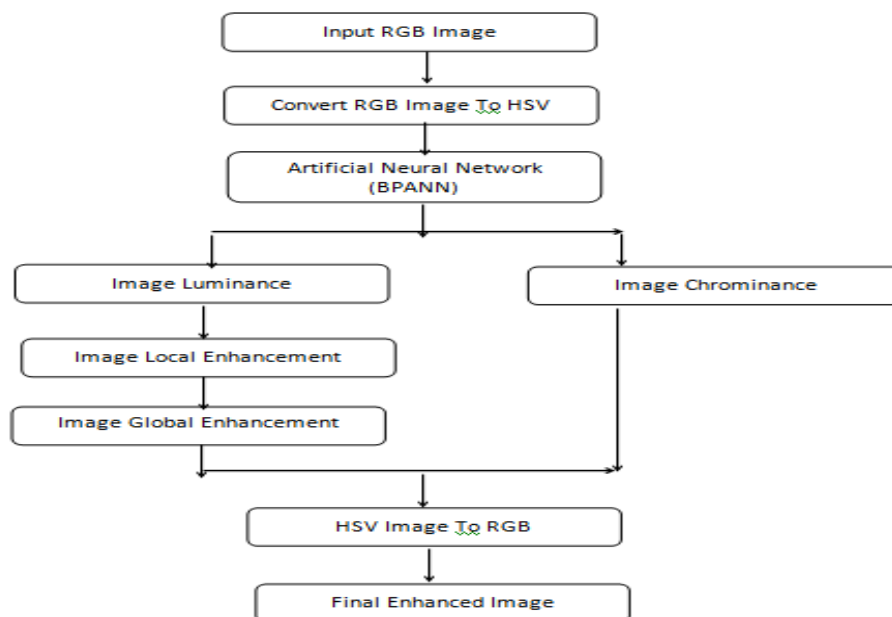 Input RGB Image
Convert RGB Image To HSV
Artificial Neural Network
(BPANN)
Image Luminance
Image Chrominance
Image Local Enhancement
Image Global Enhancement
HSV Image To RGB
Final Enhanced Image